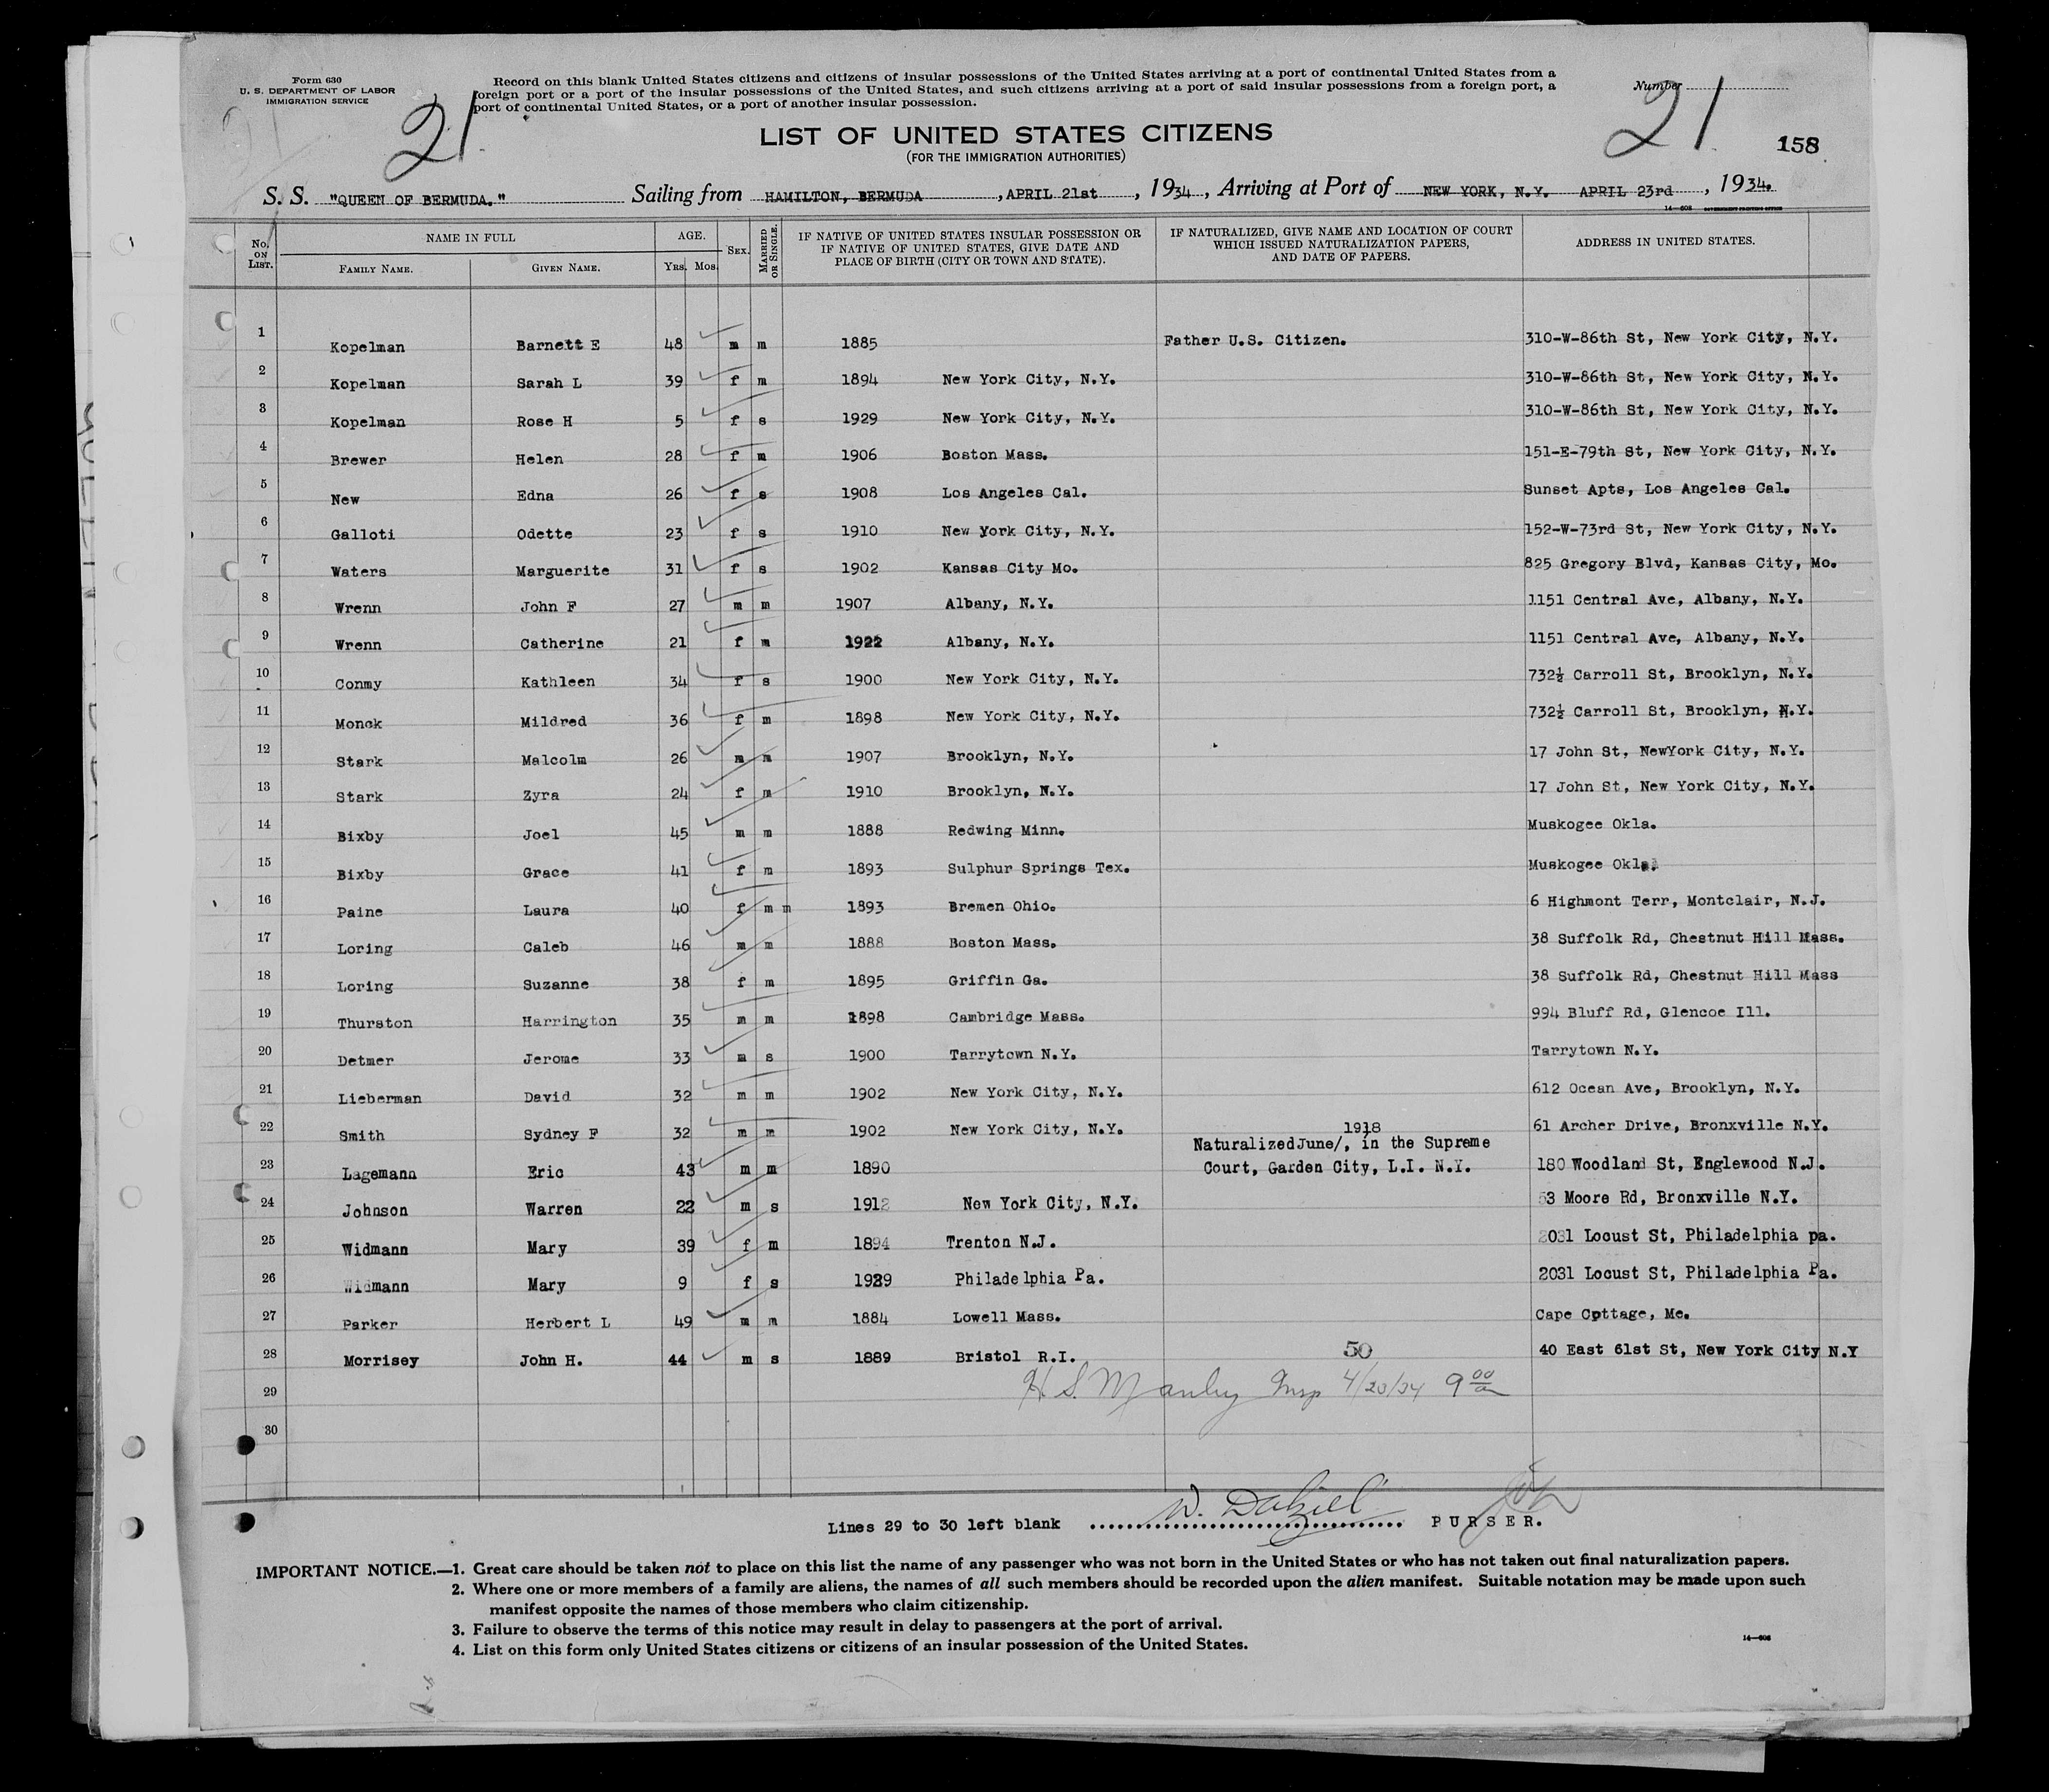 Form 630
U. S. DEPARTMENT OF LABOR
IMMIGRATION SERVICE
Record on this blank United States citizens and citizens of insular possessions of the United States arriving at a port of continental United States from a
foreign port or a port of the insular possessions of the United States, and such citizens arriving at a port of said insular possessions from a foreign port, a
port of continental United States, or a port of another insular possession.
Number
21
21
158
LIST OF UNITED STATES CITIZENS
(FOR THE IMMIGRATION AUTHORITIES)
S. S. "QUEEN OF BERMUDA." Sailing from HAMILTON, BERMUDA, APRIL 21st, 1934, Arriving at Port of NEW YORK, N.Y. APRIL 23rd, 1934.
14—608 GOVERNMENT PRINTING OFFICE
No. ON LIST. NAME IN FULL AGE. SEX. MARRIED OR SINGLE. IF NATIVE OF UNITED STATES INSULAR POSSESSION OR IF NATIVE OF UNITED STATES, GIVE DATE AND PLACE OF BIRTH (CITY OR TOWN AND STATE). IF NATURALIZED, GIVE NAME AND LOCATION OF COURT WHICH ISSUED NATURALIZATION PAPERS, AND DATE OF PAPERS. ADDRESS IN UNITED STATES.
FAMILY NAME. GIVEN NAME. YRS. MOS.
1 Kopelman Barnett E 48 m m 1885 Father U.S. Citizen. 310-W-86th St, New York City, N.Y.
2 Kopelman Sarah L 39 f m 1894 New York City, N.Y. 310-W-86th St, New York City, N.Y.
3 Kopelman Rose H 5 f s 1929 New York City, N.Y. 310-W-86th St, New York City, N.Y.
4 Brewer Helen 28 f m 1906 Boston Mass. 151-E-79th St, New York City, N.Y.
5 New Edna 26 f s 1908 Los Angeles Cal. Sunset Apts, Los Angeles Cal.
6 Galloti Odette 23 f s 1910 New York City, N.Y. 152-W-73rd St, New York City, N.Y.
7 Waters Marguerite 31 f s 1902 Kansas City Mo. 825 Gregory Blvd, Kansas City, Mo.
8 Wrenn John F 27 m m 1907 Albany, N.Y. 1151 Central Ave, Albany, N.Y.
9 Wrenn Catherine 21 f m 1922 Albany, N.Y. 1151 Central Ave, Albany, N.Y.
10 Conmy Kathleen 34 f s 1900 New York City, N.Y. 732½ Carroll St, Brooklyn, N.Y.
11 Monck Mildred 36 f m 1898 New York City, N.Y. 732½ Carroll St, Brooklyn, N.Y.
12 Stark Malcolm 26 m m 1907 Brooklyn, N.Y. 17 John St, NewYork City, N.Y.
13 Stark Zyra 24 f m 1910 Brooklyn, N.Y. 17 John St, New York City, N.Y.
14 Bixby Joel 45 m m 1888 Redwing Minn. Muskogee Okla.
15 Bixby Grace 41 f m 1893 Sulphur Springs Tex. Muskogee Okla.
16 Paine Laura 40 f m m 1893 Bremen Ohio. 6 Highmont Terr, Montclair, N.J.
17 Loring Caleb 46 m m 1888 Boston Mass. 38 Suffolk Rd, Chestnut Hill Mass.
18 Loring Suzanne 38 f m 1895 Griffin Ga. 38 Suffolk Rd, Chestnut Hill Mass
19 Thurston Harrington 35 m m 1898 Cambridge Mass. 994 Bluff Rd, Glencoe Ill.
20 Detmer Jerome 33 m s 1900 Tarrytown N.Y. Tarrytown N.Y.
21 Lieberman David 32 m m 1902 New York City, N.Y. 612 Ocean Ave, Brooklyn, N.Y.
22 Smith Sydney F 32 m m 1902 New York City, N.Y. 61 Archer Drive, Bronxville N.Y.
1918
NaturalizedJune/, in the Supreme
23 Lagemann Eric 43 m m 1890 Court, Garden City, L.I. N.Y. 180 Woodland St, Englewood N.J.
24 Johnson Warren 22 m s 1912 New York City, N.Y. 53 Moore Rd, Bronxville N.Y.
25 Widmann Mary 39 f m 1894 Trenton N.J. 2031 Locust St, Philadelphia pa.
26 Widmann Mary 9 f s 1929 Philadelphia Pa. 2031 Locust St, Philadelphia Pa.
27 Parker Herbert L 49 m m 1884 Lowell Mass. Cape Cottage, Me.
28 Morrisey John H. 44 m s 1889 Bristol R.I. 50 40 East 61st St, New York City N.Y
29 H. S. Manley Insp 4/23/34 9 00 am
30
W. Dalziel
Lines 29 to 30 left blank PURSER.
IMPORTANT NOTICE.—1. Great care should be taken not to place on this list the name of any passenger who was not born in the United States or who has not taken out final naturalization papers.
2. Where one or more members of a family are aliens, the names of all such members should be recorded upon the alien manifest. Suitable notation may be made upon such
manifest opposite the names of those members who claim citizenship.
3. Failure to observe the terms of this notice may result in delay to passengers at the port of arrival.
4. List on this form only United States citizens or citizens of an insular possession of the United States.
14—608